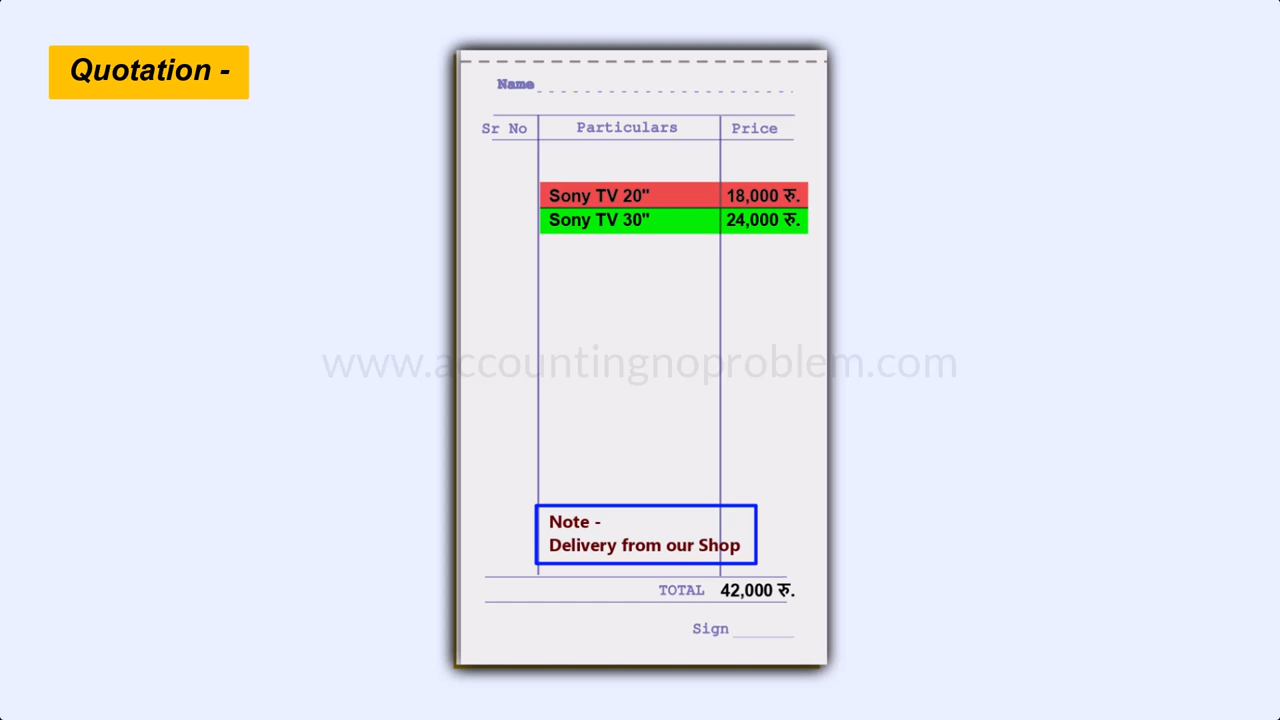 Quotation -
Name
Sr No Particulars Price
Sony TV 20" 18,000 रु.
Sony TV 30" 24,000 रु.
www.accountingnoproblem.com
Note -
Delivery from our Shop
TOTAL 42,000 रु.
Sign